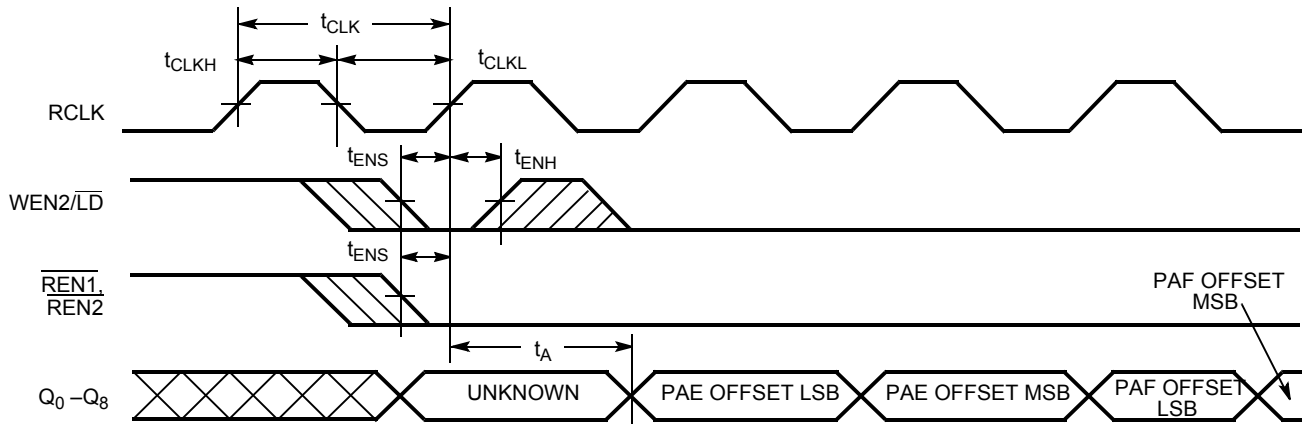 tCLK
tCLKH
tCLKL
RCLK
tENS
tENH
WEN2/LD
tENS
REN1,
REN2
PAF OFFSET
MSB
tA
Q0 –Q8
UNKNOWN
PAE OFFSET LSB
PAE OFFSET MSB
PAF OFFSET
LSB